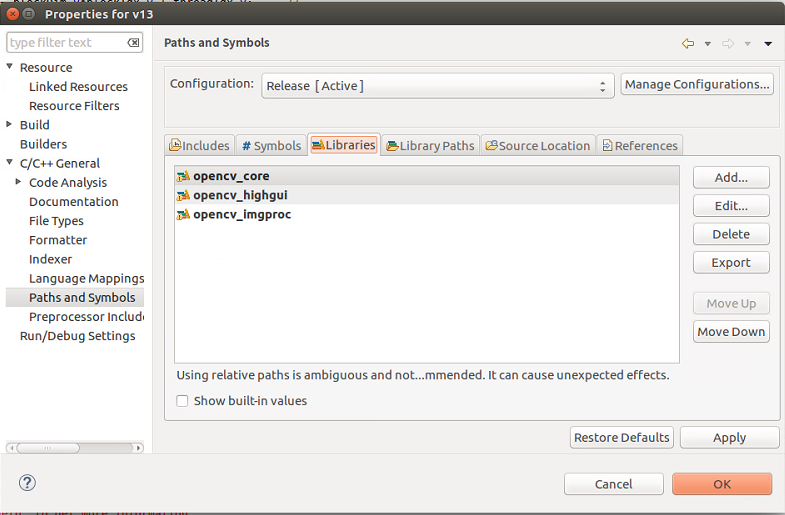 Properties for v13
type filter text
Resource
Linked Resources
Resource Filters
Build
Builders
C/C++ General
Code Analysis
Documentation
File Types
Formatter
Indexer
Language Mappings
Paths and Symbols
Preprocessor Include
Run/Debug Settings
Paths and Symbols
Configuration: Release [Active] Manage Configurations...
Includes # Symbols Libraries Library Paths Source Location References
opencv_core
opencv_highgui
opencv_imgproc
Add...
Edit...
Delete
Export
Move Up
Move Down
Using relative paths is ambiguous and not...mmended. It can cause unexpected effects.
Show built-in values
Restore Defaults Apply
? Cancel OK